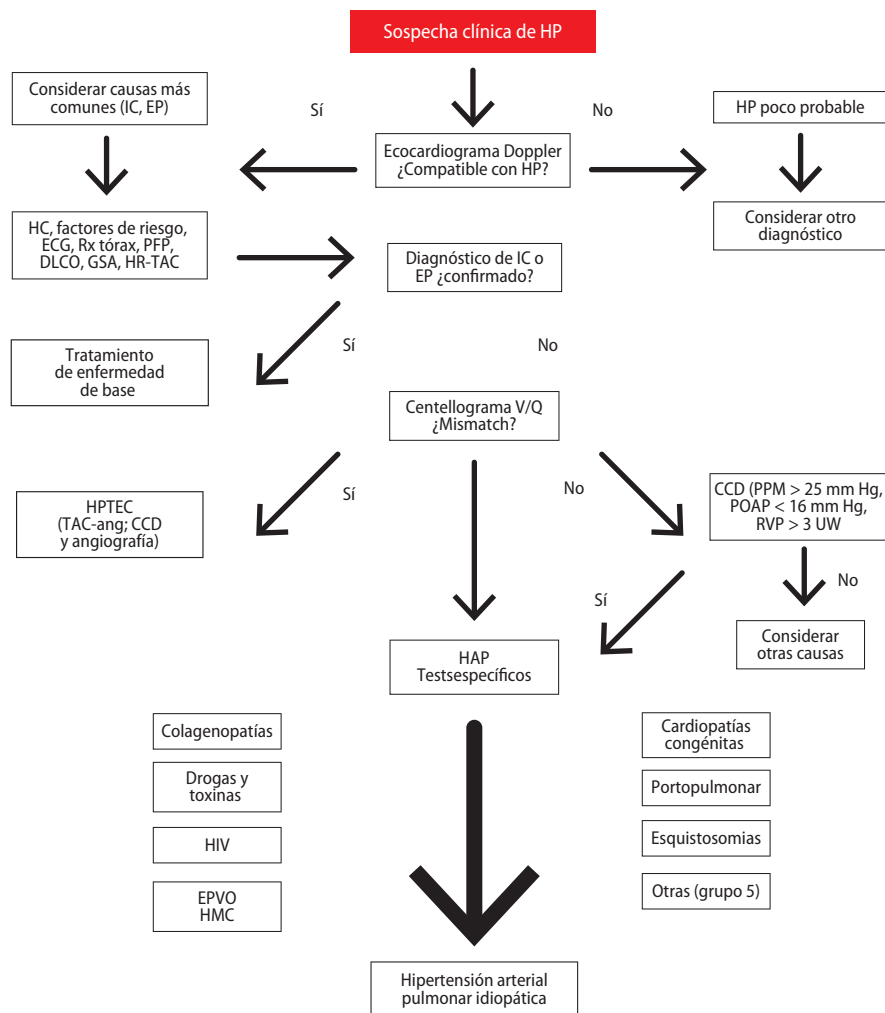 Sospecha clínica de HP
Considerar causas más
comunes (IC, EP)
Sí
No
HP poco probable
Ecocardiograma Doppler
¿Compatible con HP?
HC, factores de riesgo,
ECG, Rx tórax, PFP,
DLCO, GSA, HR-TAC
Considerar otro
diagnóstico
Diagnóstico de IC o
EP ¿confirmado?
Sí
No
Tratamiento
de enfermedad
de base
Centellograma V/Q
¿Mismatch?
Sí
No
HPTEC
(TAC-ang; CCD
y angiografía)
CCD (PPM > 25 mm Hg,
POAP < 16 mm Hg,
RVP > 3 UW
No
Sí
Considerar
otras causas
HAP
Testsespecíficos
Colagenopatías
Drogas y
toxinas
HIV
EPVO
HMC
Cardiopatías
congénitas
Portopulmonar
Esquistosomias
Otras (grupo 5)
Hipertensión arterial
pulmonar idiopática